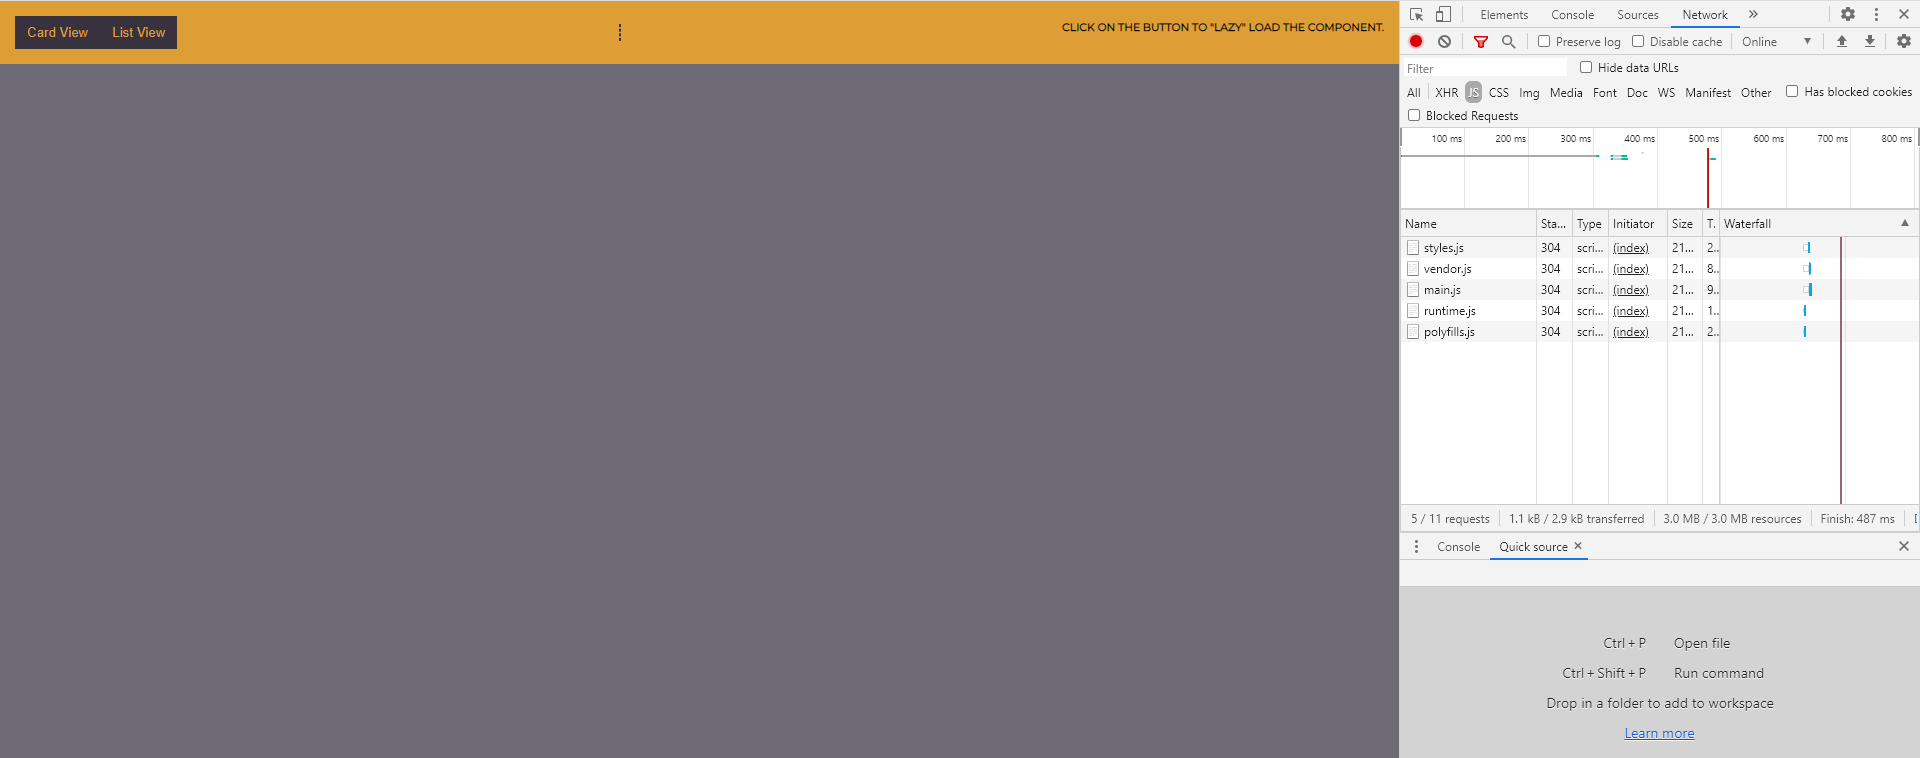 Card View List View
CLICK ON THE BUTTON TO "LAZY" LOAD THE COMPONENT.
Elements Console Sources Network
Preserve log Disable cache Online
Filter Hide data URLs
All XHR JS CSS Img Media Font Doc WS Manifest Other Has blocked cookies
Blocked Requests
100 ms 200 ms 300 ms 400 ms 500 ms 600 ms 700 ms 800 ms
Name Sta... Type Initiator Size T. Waterfall
styles.js 304 scri... (index) 21... 2..
vendor.js 304 scri... (index) 21... 8..
main.js 304 scri... (index) 21... 9..
runtime.js 304 scri... (index) 21... 1..
polyfills.js 304 scri... (index) 21... 2..
5 / 11 requests 1.1 kB / 2.9 kB transferred 3.0 MB / 3.0 MB resources Finish: 487 ms
Console Quick source
Ctrl + P Open file
Ctrl + Shift + P Run command
Drop in a folder to add to workspace
Learn more